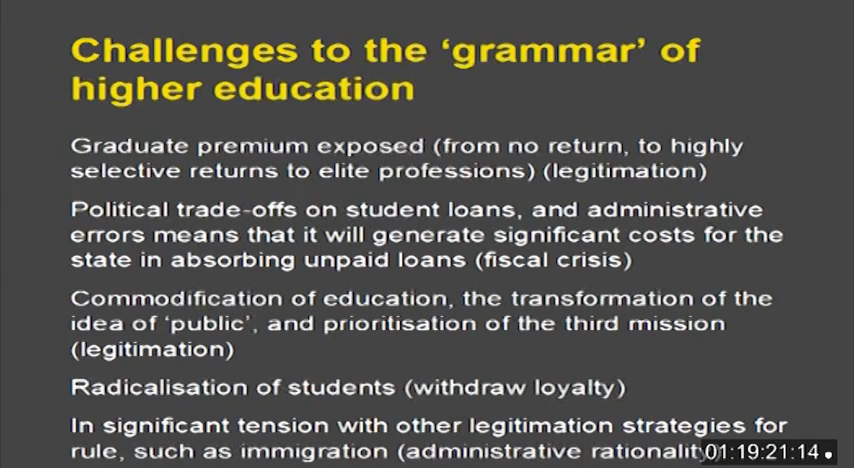 Challenges to the ‘grammar’ of
higher education
Graduate premium exposed (from no return, to highly
selective returns to elite professions) (legitimation)
Political trade-offs on student loans, and administrative
errors means that it will generate significant costs for the
state in absorbing unpaid loans (fiscal crisis)
Commodification of education, the transformation of the
idea of ‘public’, and prioritisation of the third mission
(legitimation)
Radicalisation of students (withdraw loyalty)
In significant tension with other legitimation strategies for
rule, such as immigration (administrative rationality)
01:19:21:14